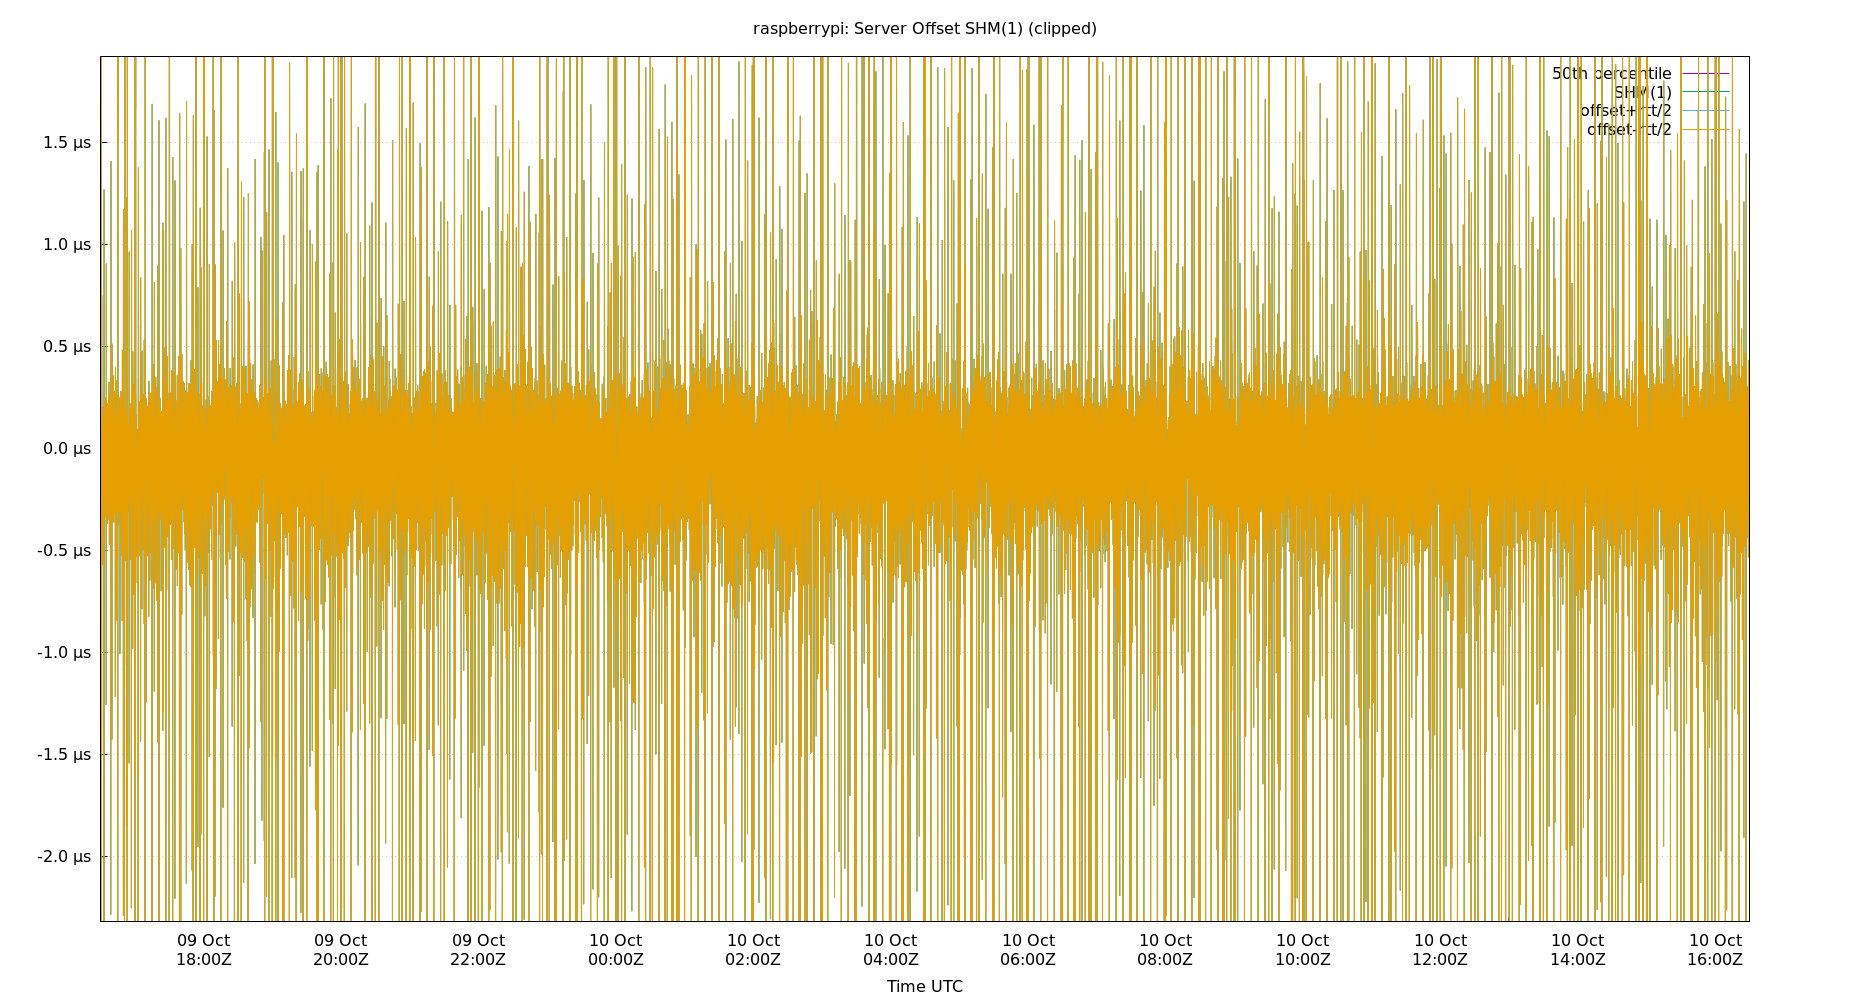 raspberrypi: Server Offset SHM(1) (clipped)
50th percentile
SHM(1)
offset+rtt/2
offset-rtt/2
1.5 µs
1.0 µs
0.5 µs
0.0 µs
-0.5 µs
-1.0 µs
-1.5 µs
-2.0 µs
09 Oct 09 Oct 09 Oct 10 Oct 10 Oct 10 Oct 10 Oct 10 Oct 10 Oct 10 Oct 10 Oct 10 Oct
18:00Z 20:00Z 22:00Z 00:00Z 02:00Z 04:00Z 06:00Z 08:00Z 10:00Z 12:00Z 14:00Z 16:00Z
Time UTC